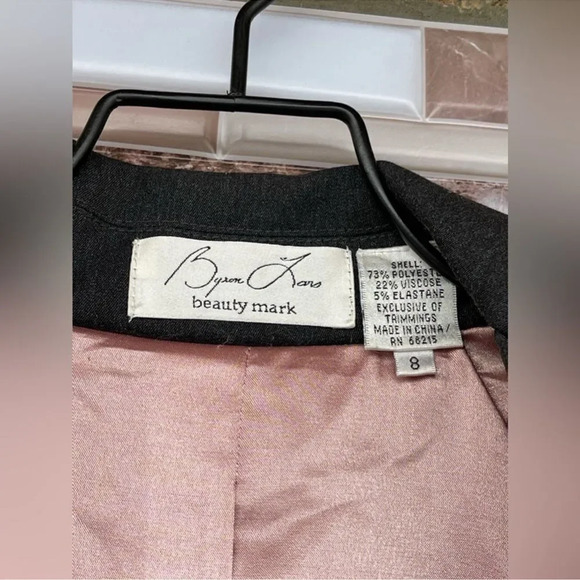 Byron Lars
beauty mark
SHELL:
73% POLYESTE
22% VISCOSE
5% ELASTANE
EXCLUSIVE OF
TRIMMINGS
MADE IN CHINA /
RN 66215
8